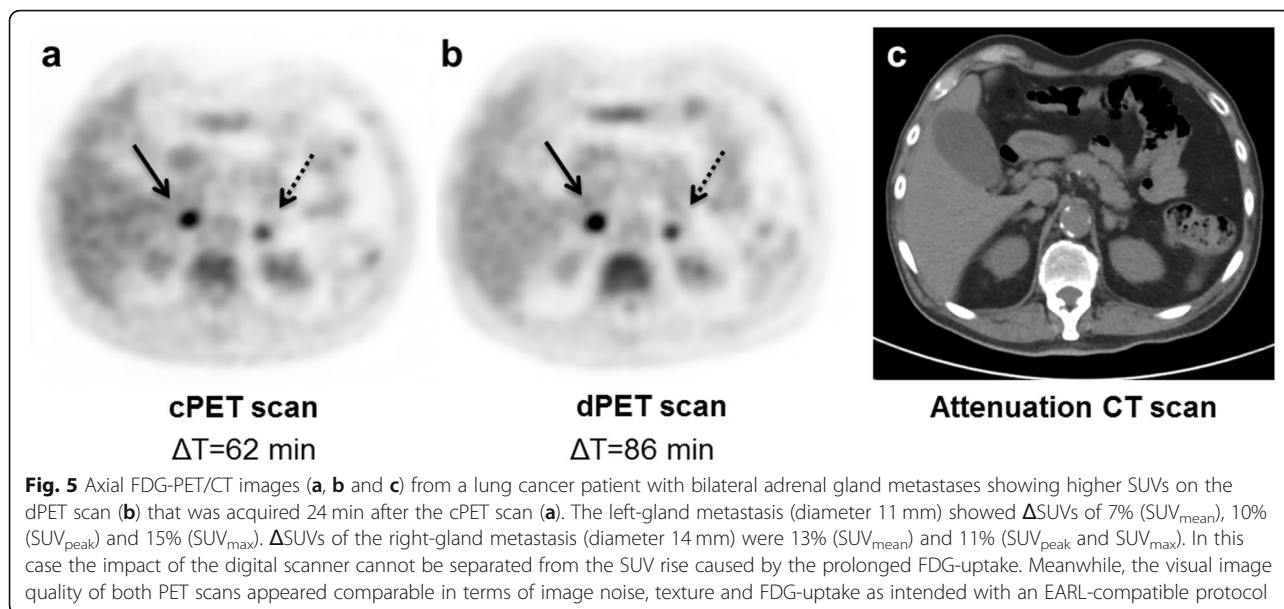 a
b
c
cPET scan
dPET scan
Attenuation CT scan
ΔT=62 min
ΔT=86 min
Fig. 5 Axial FDG-PET/CT images (a, b and c) from a lung cancer patient with bilateral adrenal gland metastases showing higher SUVs on the
dPET scan (b) that was acquired 24 min after the cPET scan (a). The left-gland metastasis (diameter 11 mm) showed ΔSUVs of 7% (SUVmean), 10%
(SUVpeak) and 15% (SUVmax). ΔSUVs of the right-gland metastasis (diameter 14 mm) were 13% (SUVmean) and 11% (SUVpeak and SUVmax). In this
case the impact of the digital scanner cannot be separated from the SUV rise caused by the prolonged FDG-uptake. Meanwhile, the visual image
quality of both PET scans appeared comparable in terms of image noise, texture and FDG-uptake as intended with an EARL-compatible protocol